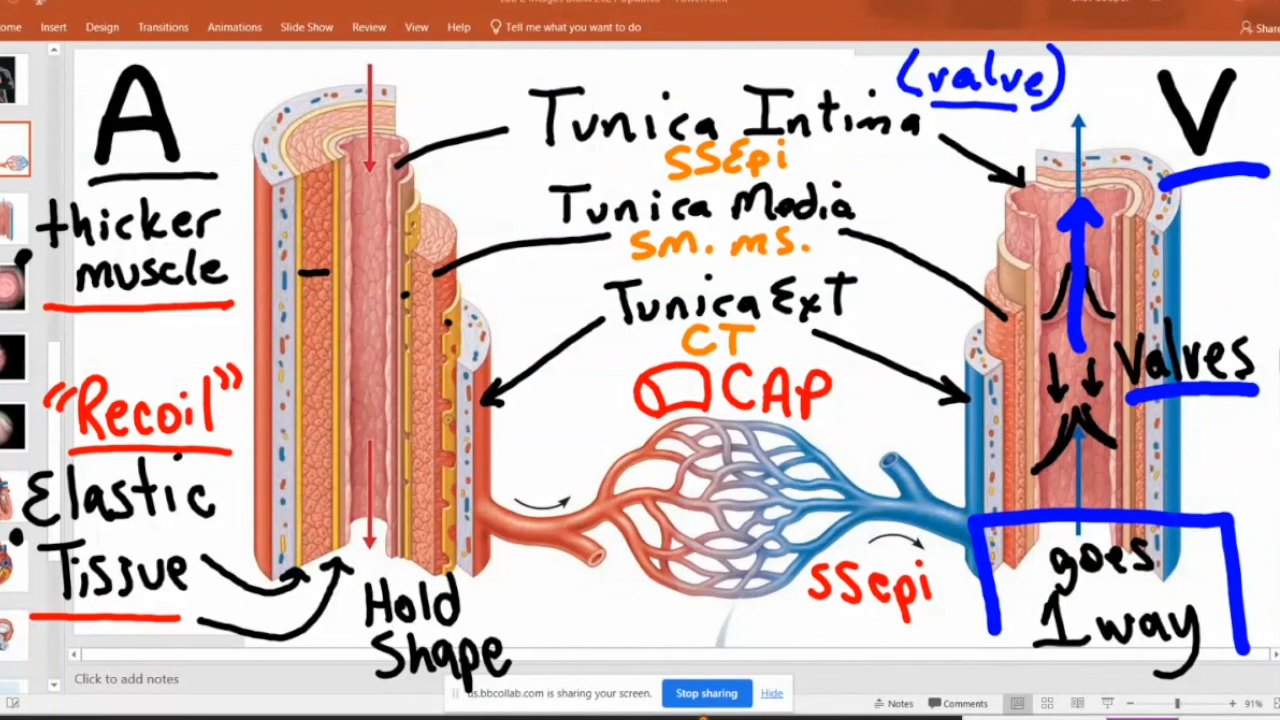 Insert Design Transitions Animations Slide Show Review View Help Tell me what you want to do
A
thicker
muscle
"Recoil"
Elastic
Tissue
Hold
Shape
(valve)
Tunica Intima
SSEpi
Tunica Media
SM. MS.
Tunica Ext
CT
CAP
SSepi
V
Valves
goes
1 way
Click to add notes
us.bbcollab.com is sharing your screen. Stop sharing Hide
Notes Comments 91%